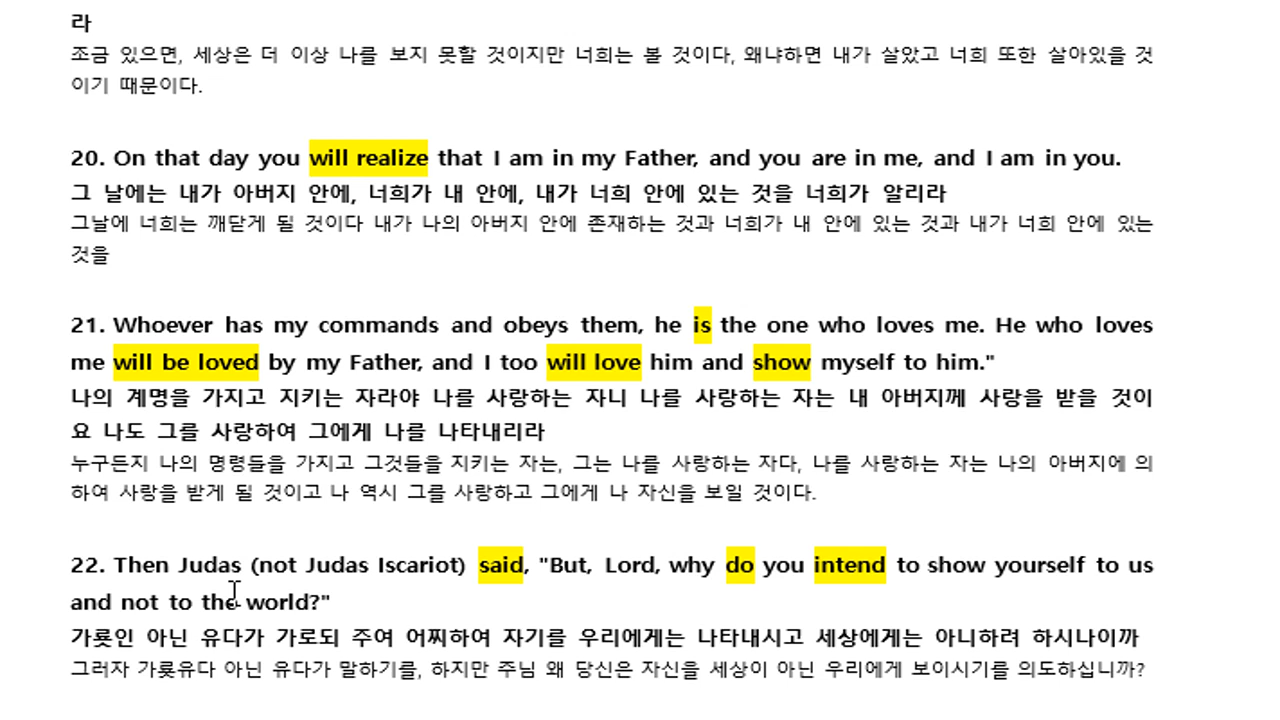 라
조금 있으면, 세상은 더 이상 나를 보지 못할 것이지만 너희는 볼 것이다, 왜냐하면 내가 살았고 너희 또한 살아있을 것
이기 때문이다.
20. On that day you will realize that I am in my Father, and you are in me, and I am in you.
그 날에는 내가 아버지 안에, 너희가 내 안에, 내가 너희 안에 있는 것을 너희가 알리라
그날에 너희는 깨닫게 될 것이다 내가 나의 아버지 안에 존재하는 것과 너희가 내 안에 있는 것과 내가 너희 안에 있는
것을
21. Whoever has my commands and obeys them, he is the one who loves me. He who loves
me will be loved by my Father, and I too will love him and show myself to him."
나의 계명을 가지고 지키는 자라야 나를 사랑하는 자니 나를 사랑하는 자는 내 아버지께 사랑을 받을 것이
요 나도 그를 사랑하여 그에게 나를 나타내리라
누구든지 나의 명령들을 가지고 그것들을 지키는 자는, 그는 나를 사랑하는 자다, 나를 사랑하는 자는 나의 아버지에 의
하여 사랑을 받게 될 것이고 나 역시 그를 사랑하고 그에게 나 자신을 보일 것이다.
22. Then Judas (not Judas Iscariot) said, "But, Lord, why do you intend to show yourself to us
and not to the world?"
가룟인 아닌 유다가 가로되 주여 어찌하여 자기를 우리에게는 나타내시고 세상에게는 아니하려 하시나이까
그러자 가룟유다 아닌 유다가 말하기를, 하지만 주님 왜 당신은 자신을 세상이 아닌 우리에게 보이시기를 의도하십니까?